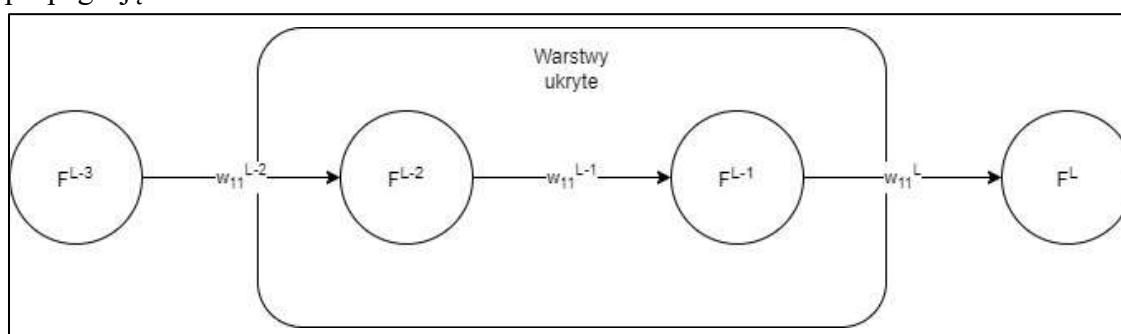 Warstwy
ukryte
F^L-3
w₁₁^L-2
F^L-2
w₁₁^L-1
F^L-1
w₁₁^L
F^L